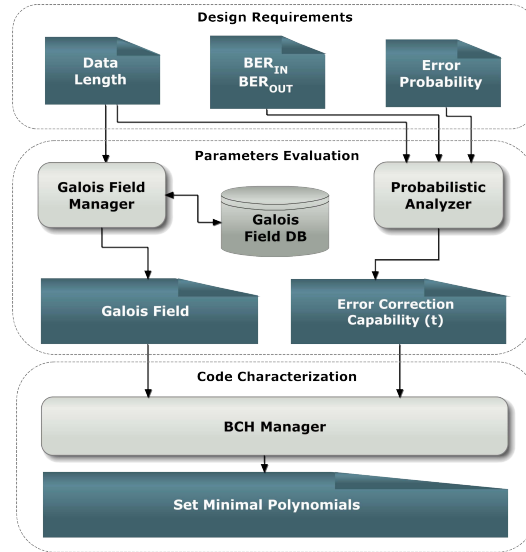 Design Requirements
Data
Length
BER_IN
BER_OUT
Error
Probability
Parameters Evaluation
Galois Field
Manager
Galois
Field DB
Probabilistic
Analyzer
Galois Field
Error Correction
Capability (t)
Code Characterization
BCH Manager
Set Minimal Polynomials